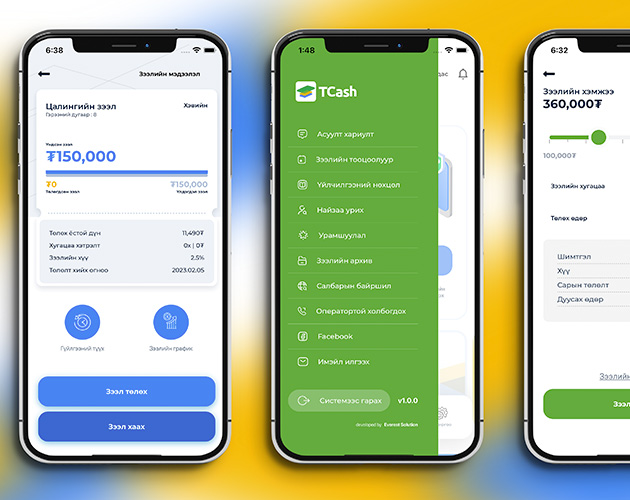 6:38
Зээлийн мэдээлэл
Цалингийн зээл
Хэвийн
Гэрээний дугаар : 8
Үндсэн зээл
₮150,000
₮0
₮150,000
Төлөгдсөн зээл
Үлдэгдэл зээл
Төлөх ёстой дүн
11,490₮
Хугацаа хэтрэлт
0х | 0₮
Зээлийн хүү
2.5%
Төлөлт хийх огноо
2023.02.05
Гүйлгээний түүх
Зээлийн график
Зээл төлөх
Зээл хаах
1:48
TCash
Асуулт хариулт
Зээлийн тооцоолуур
Үйлчилгээний нөхцөл
Найзаа урих
Урамшуулал
Зээлийн архив
Салбарын байршил
Оператортой холбогдох
Facebook
Имэйл илгээх
Системээс гарах
v1.0.0
developed by Everest Solution
6:32
Зээлийн хэмжээ
360,000₮
100,000₮
Зээлийн хугацаа
Төлөх өдөр
Шимтгэл
Хүү
Сарын төлөлт
Дуусах өдөр
Зээлийн
Зээл